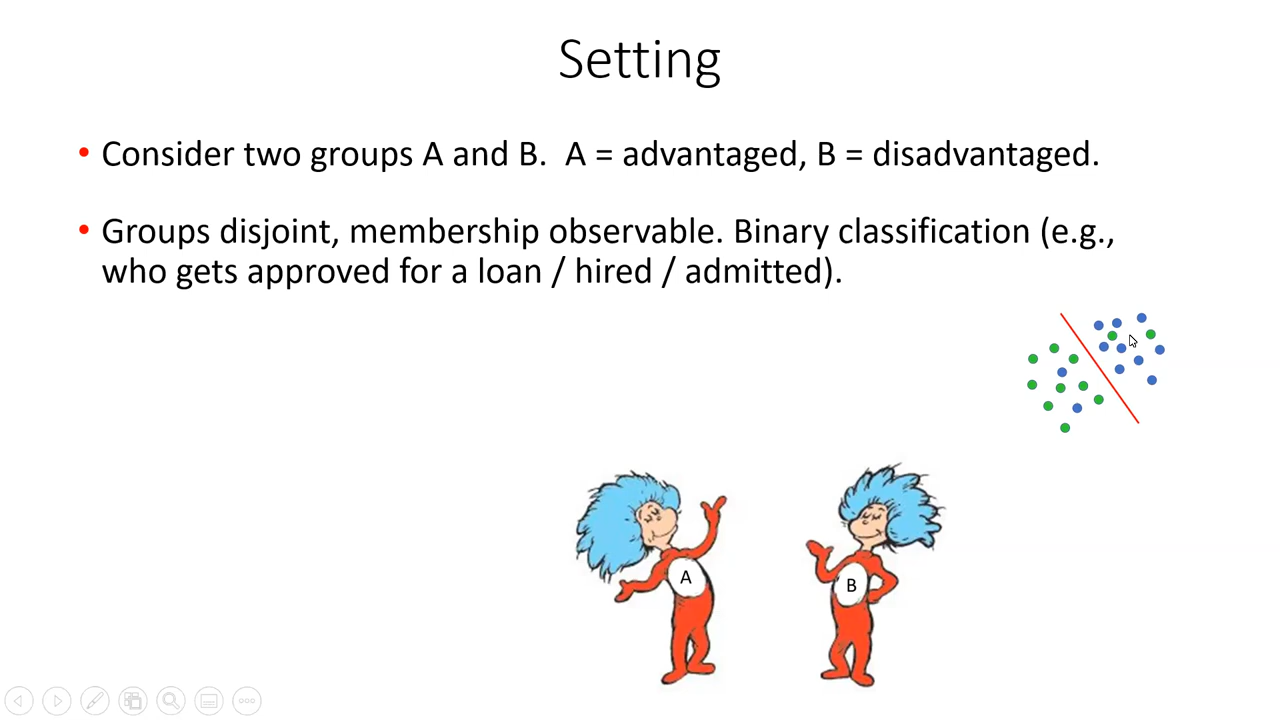 Setting
• Consider two groups A and B.  A = advantaged, B = disadvantaged.
• Groups disjoint, membership observable. Binary classification (e.g.,
who gets approved for a loan / hired / admitted).
A
B